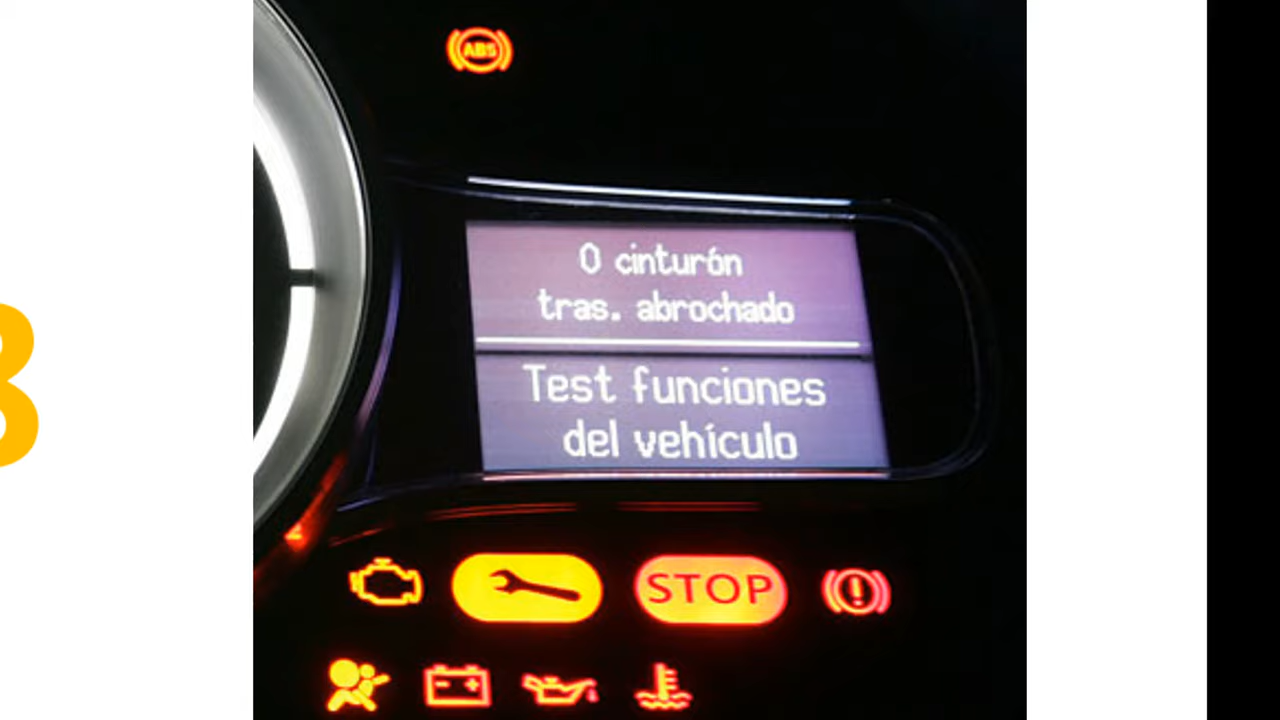 ABS
0 cinturón
tras. abrochado
Test funciones
del vehículo
STOP